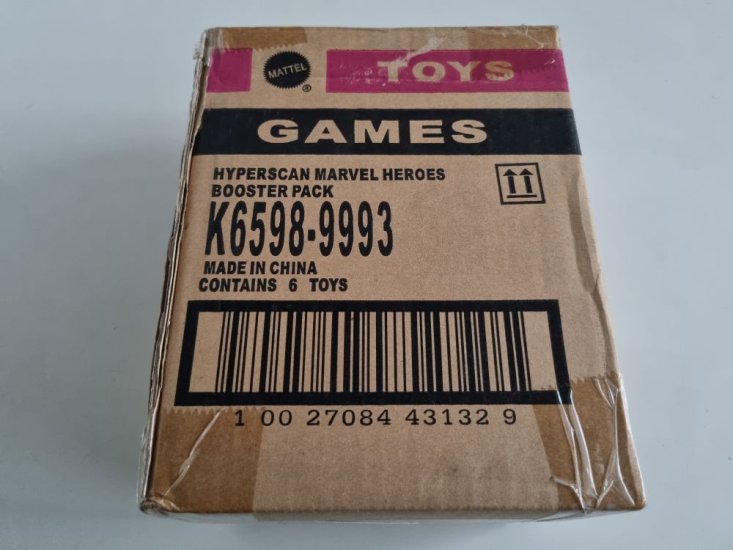 MATTEL ® TOYS
GAMES
HYPERSCAN MARVEL HEROES
BOOSTER PACK
K6598-9993
MADE IN CHINA
CONTAINS 6 TOYS
1 00 27084 43132 9